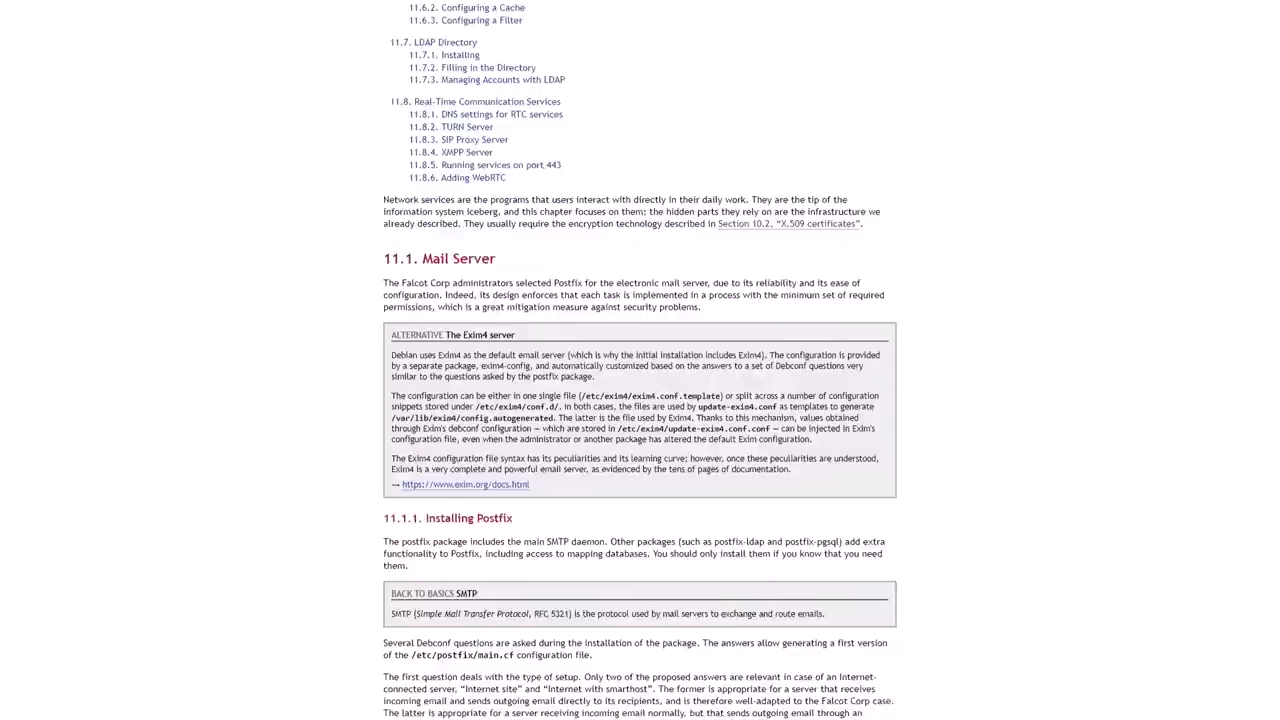 11.6.2. Configuring a Cache
11.6.3. Configuring a Filter
11.7. LDAP Directory
11.7.1. Installing
11.7.2. Filling in the Directory
11.7.3. Managing Accounts with LDAP
11.8. Real-Time Communication Services
11.8.1. DNS settings for RTC services
11.8.2. TURN Server
11.8.3. SIP Proxy Server
11.8.4. XMPP Server
11.8.5. Running services on port 443
11.8.6. Adding WebRTC
Network services are the programs that users interact with directly in their daily work. They are the tip of the
information system iceberg, and this chapter focuses on them; the hidden parts they rely on are the infrastructure we
already described. They usually require the encryption technology described in Section 10.2, “X.509 certificates”.
11.1. Mail Server
The Falcot Corp administrators selected Postfix for the electronic mail server, due to its reliability and its ease of
configuration. Indeed, its design enforces that each task is implemented in a process with the minimum set of required
permissions, which is a great mitigation measure against security problems.
ALTERNATIVE The Exim4 server
Debian uses Exim4 as the default email server (which is why the initial installation includes Exim4). The configuration is provided
by a separate package, exim4-config, and automatically customized based on the answers to a set of Debconf questions very
similar to the questions asked by the postfix package.
The configuration can be either in one single file (/etc/exim4/exim4.conf.template) or split across a number of configuration
snippets stored under /etc/exim4/conf.d/. In both cases, the files are used by update-exim4.conf as templates to generate
/var/lib/exim4/config.autogenerated. The latter is the file used by Exim4. Thanks to this mechanism, values obtained
through Exim's debconf configuration — which are stored in /etc/exim4/update-exim4.conf.conf — can be injected in Exim's
configuration file, even when the administrator or another package has altered the default Exim configuration.
The Exim4 configuration file syntax has its peculiarities and its learning curve; however, once these peculiarities are understood,
Exim4 is a very complete and powerful email server, as evidenced by the tens of pages of documentation.
→ https://www.exim.org/docs.html
11.1.1. Installing Postfix
The postfix package includes the main SMTP daemon. Other packages (such as postfix-ldap and postfix-pgsql) add extra
functionality to Postfix, including access to mapping databases. You should only install them if you know that you need
them.
BACK TO BASICS SMTP
SMTP (Simple Mail Transfer Protocol, RFC 5321) is the protocol used by mail servers to exchange and route emails.
Several Debconf questions are asked during the installation of the package. The answers allow generating a first version
of the /etc/postfix/main.cf configuration file.
The first question deals with the type of setup. Only two of the proposed answers are relevant in case of an Internet-
connected server, “Internet site” and “Internet with smarthost”. The former is appropriate for a server that receives
incoming email and sends outgoing email directly to its recipients, and is therefore well-adapted to the Falcot Corp case.
The latter is appropriate for a server receiving incoming email normally, but that sends outgoing email through an